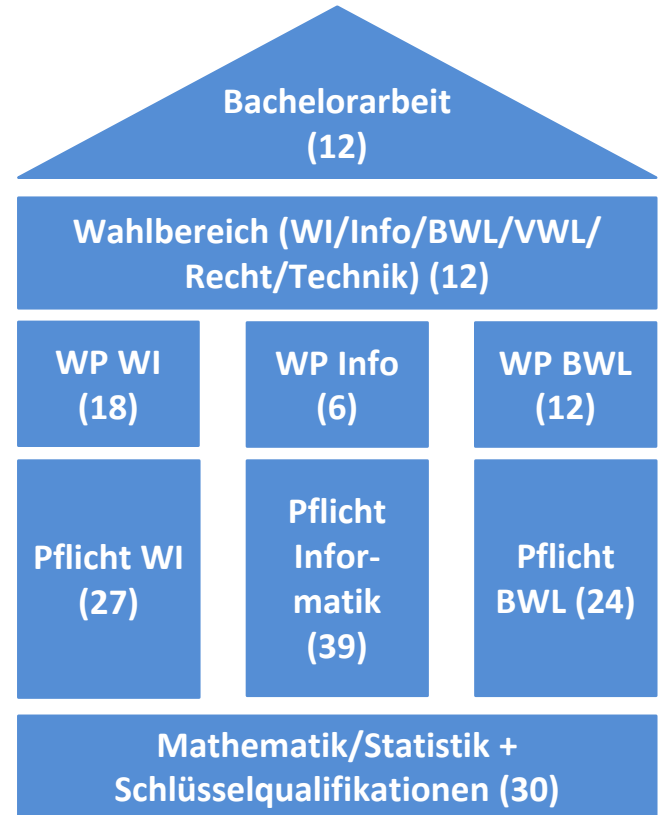 Bachelorarbeit
(12)
Wahlbereich (WI/Info/BWL/VWL/
Recht/Technik) (12)
WP WI
(18)
WP Info
(6)
WP BWL
(12)
Pflicht WI
(27)
Pflicht
Infor-
matik
(39)
Pflicht
BWL (24)
Mathematik/Statistik +
Schlüsselqualifikationen (30)